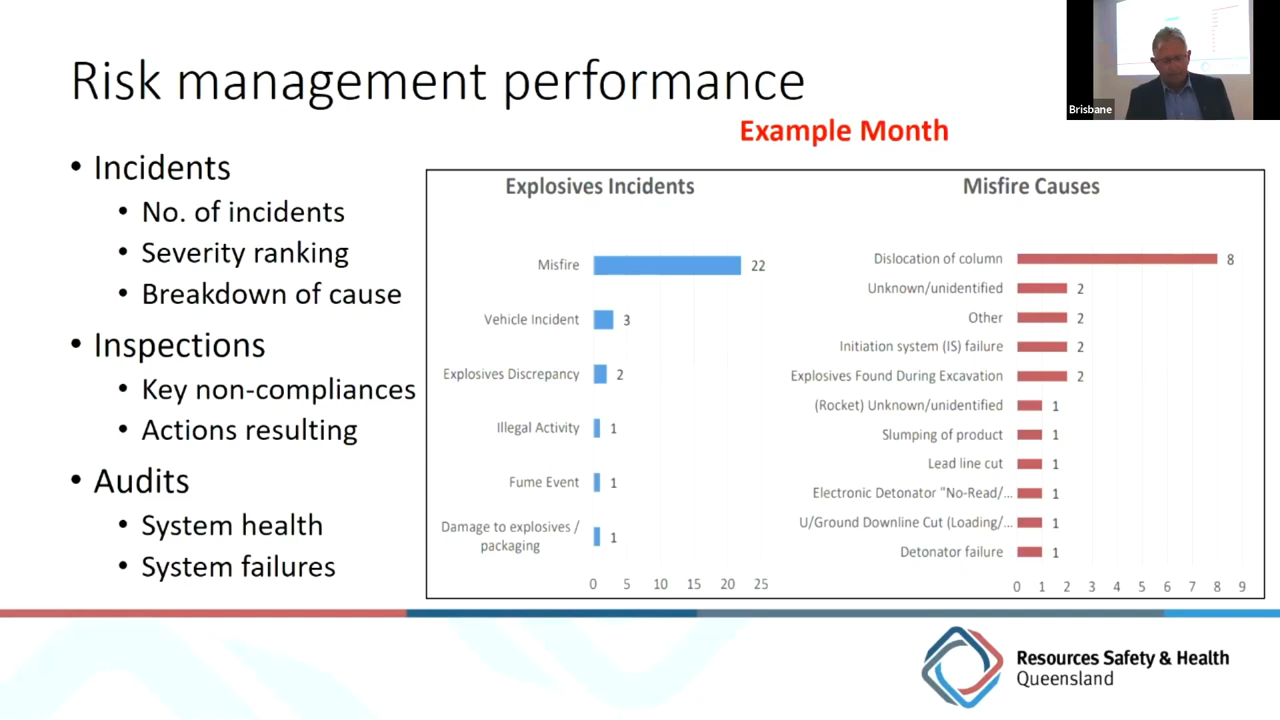 Risk management performance
Brisbane
Example Month
• Incidents
• No. of incidents
• Severity ranking
• Breakdown of cause
• Inspections
• Key non-compliances
• Actions resulting
• Audits
• System health
• System failures
Explosives Incidents
Misfire 22
Vehicle Incident 3
Explosives Discrepancy 2
Illegal Activity 1
Fume Event 1
Damage to explosives /
packaging 1
0 5 10 15 20 25
Misfire Causes
Dislocation of column 8
Unknown/unidentified 2
Other 2
Initiation system (IS) failure 2
Explosives Found During Excavation 2
(Rocket) Unknown/unidentified 1
Slumping of product 1
Lead line cut 1
Electronic Detonator "No-Read/... 1
U/Ground Downline Cut (Loading/... 1
Detonator failure 1
0 1 2 3 4 5 6 7 8 9
Resources Safety & Health
Queensland